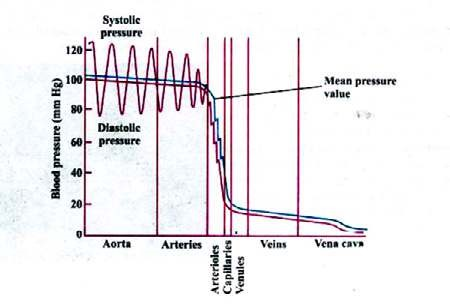 Systolic
pressure
120
100
80
60
40
20
0
Blood pressure (mm Hg)
Diastolic
pressure
Mean pressure
value
Aorta
Arteries
Arterioles
Capillaries
Venules
Veins
Vena cava